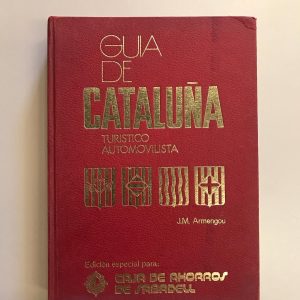 GUIA
DE
CATALUÑA
TURISTICO
AUTOMOVILISTA
J.M. Armengou
Edición especial para:
CAJA DE AHORROS
DE SABADELL